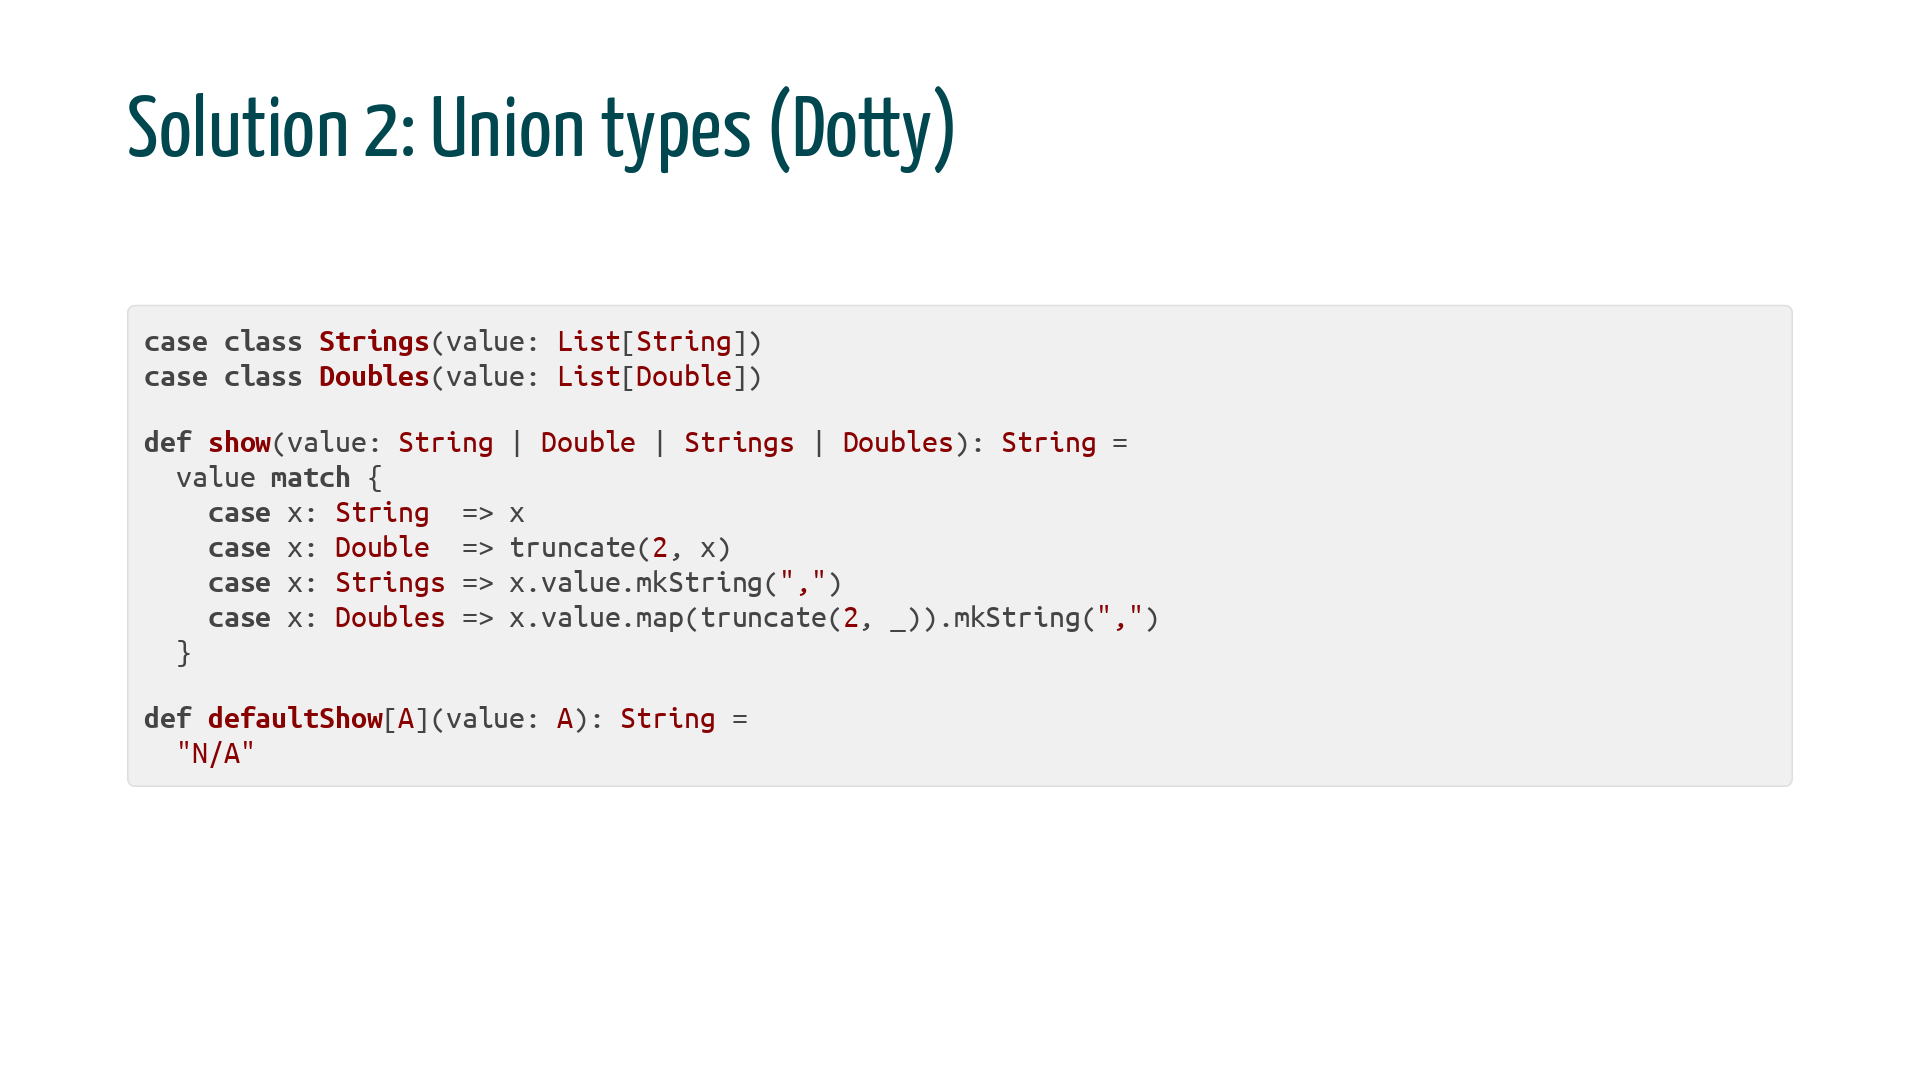 Solution 2: Union types (Dotty)
case class Strings(value: List[String])
case class Doubles(value: List[Double])
def show(value: String | Double | Strings | Doubles): String =
  value match {
    case x: String  => x
    case x: Double  => truncate(2, x)
    case x: Strings => x.value.mkString(",")
    case x: Doubles => x.value.map(truncate(2, _)).mkString(",")
  }
def defaultShow[A](value: A): String =
  "N/A"